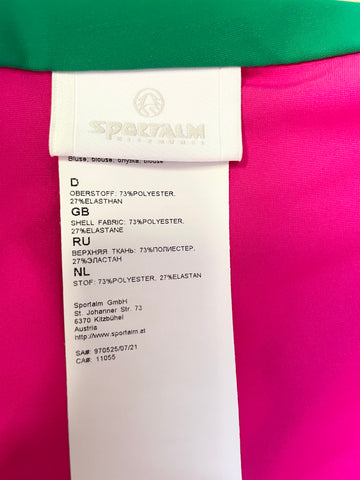 SPORTALM
KITZBÜHEL
Bluse, blouse, блузка, blouse
D
OBERSTOFF: 73%POLYESTER,
27%ELASTHAN
GB
SHELL FABRIC: 73%POLYESTER,
27%ELASTANE
RU
ВЕРХНЯЯ ТКАНЬ: 73%ПОЛИЕСТЕР,
27%ЭЛАСТАН
NL
STOF: 73%POLYESTER, 27%ELASTAN
Sportalm GmbH
St. Johanner Str. 73
6370 Kitzbühel
Austria
http://www.sportalm.at
SA#: 970525/07/21
CA#: 11055